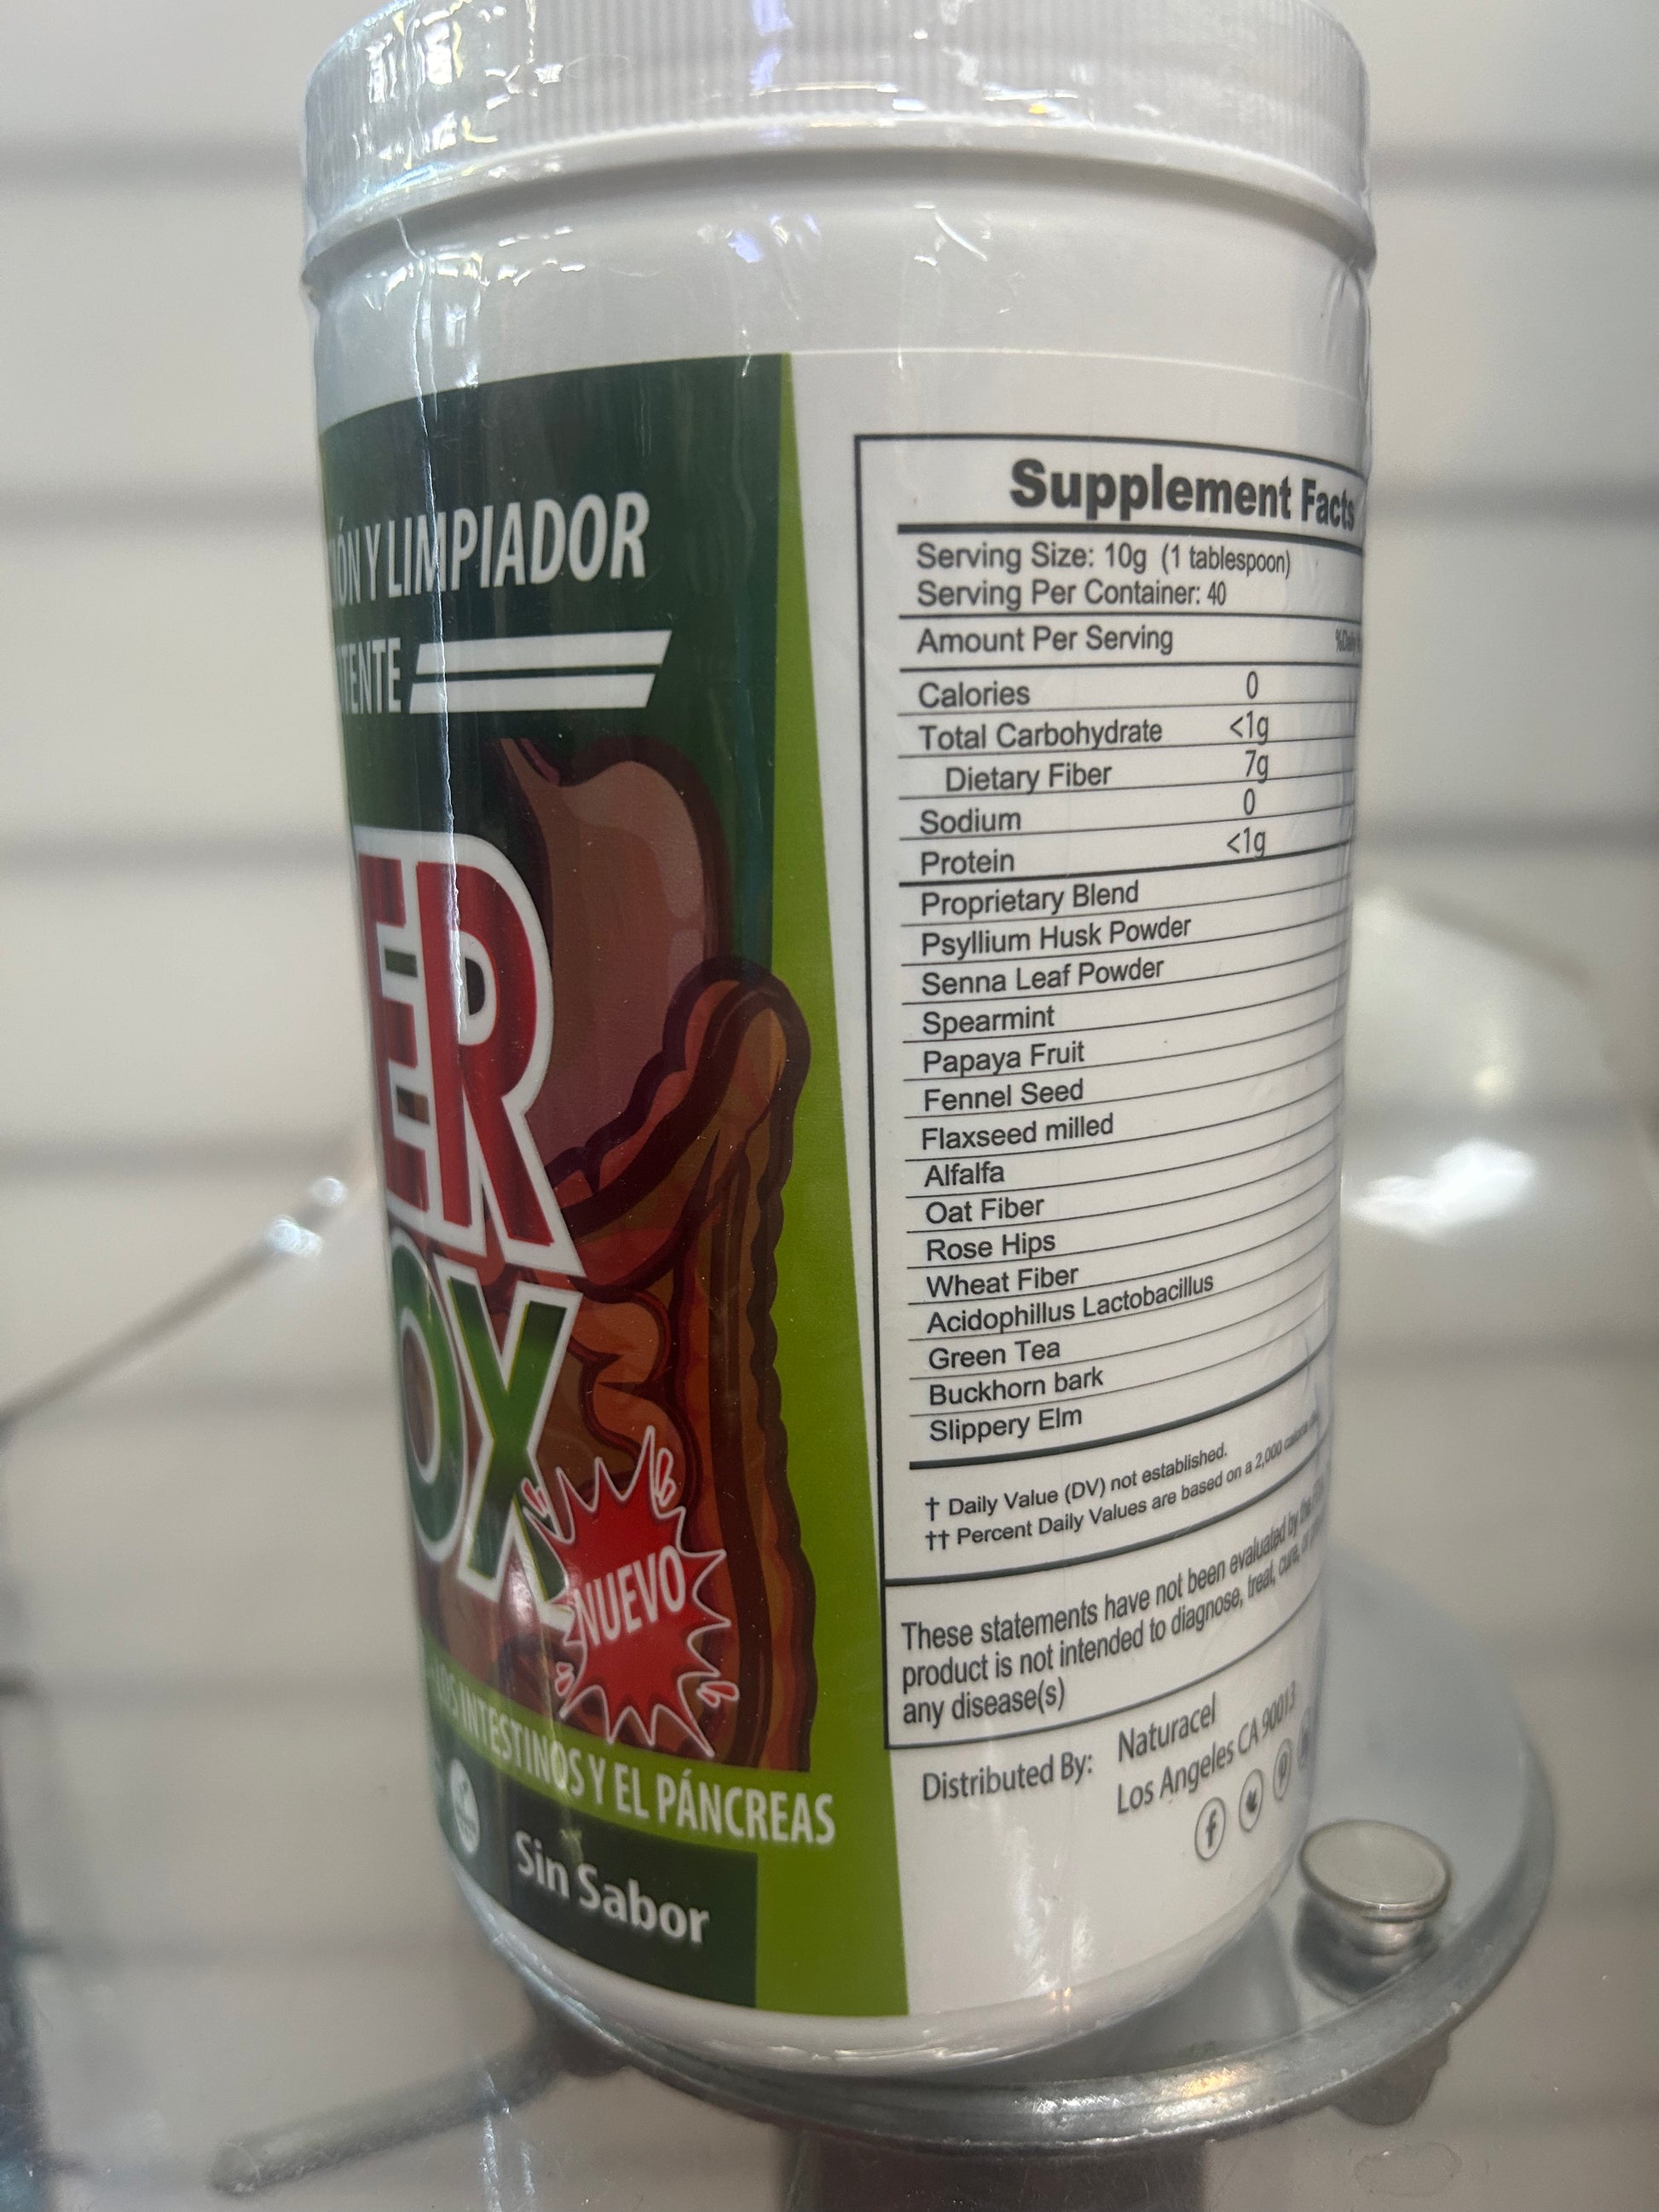 Y LIMPIADOR
ER
OX
NUEVO
INTESTINOS Y EL PÁNCREAS
Sin Sabor
Supplement Facts
Serving Size: 10g (1 tablespoon)
Serving Per Container: 40
Amount Per Serving
Calories 0
Total Carbohydrate <1g
Dietary Fiber 7g
Sodium 0
Protein <1g
Proprietary Blend
Psyllium Husk Powder
Senna Leaf Powder
Spearmint
Papaya Fruit
Fennel Seed
Flaxseed milled
Alfalfa
Oat Fiber
Rose Hips
Wheat Fiber
Acidophillus Lactobacillus
Green Tea
Buckhorn bark
Slippery Elm
† Daily Value (DV) not established.
†† Percent Daily Values are based on a 2,000 calorie
These statements have not been evaluated by the
product is not intended to diagnose, treat, cure, or
any disease(s)
Distributed By: Naturacel
Los Angeles CA 90013